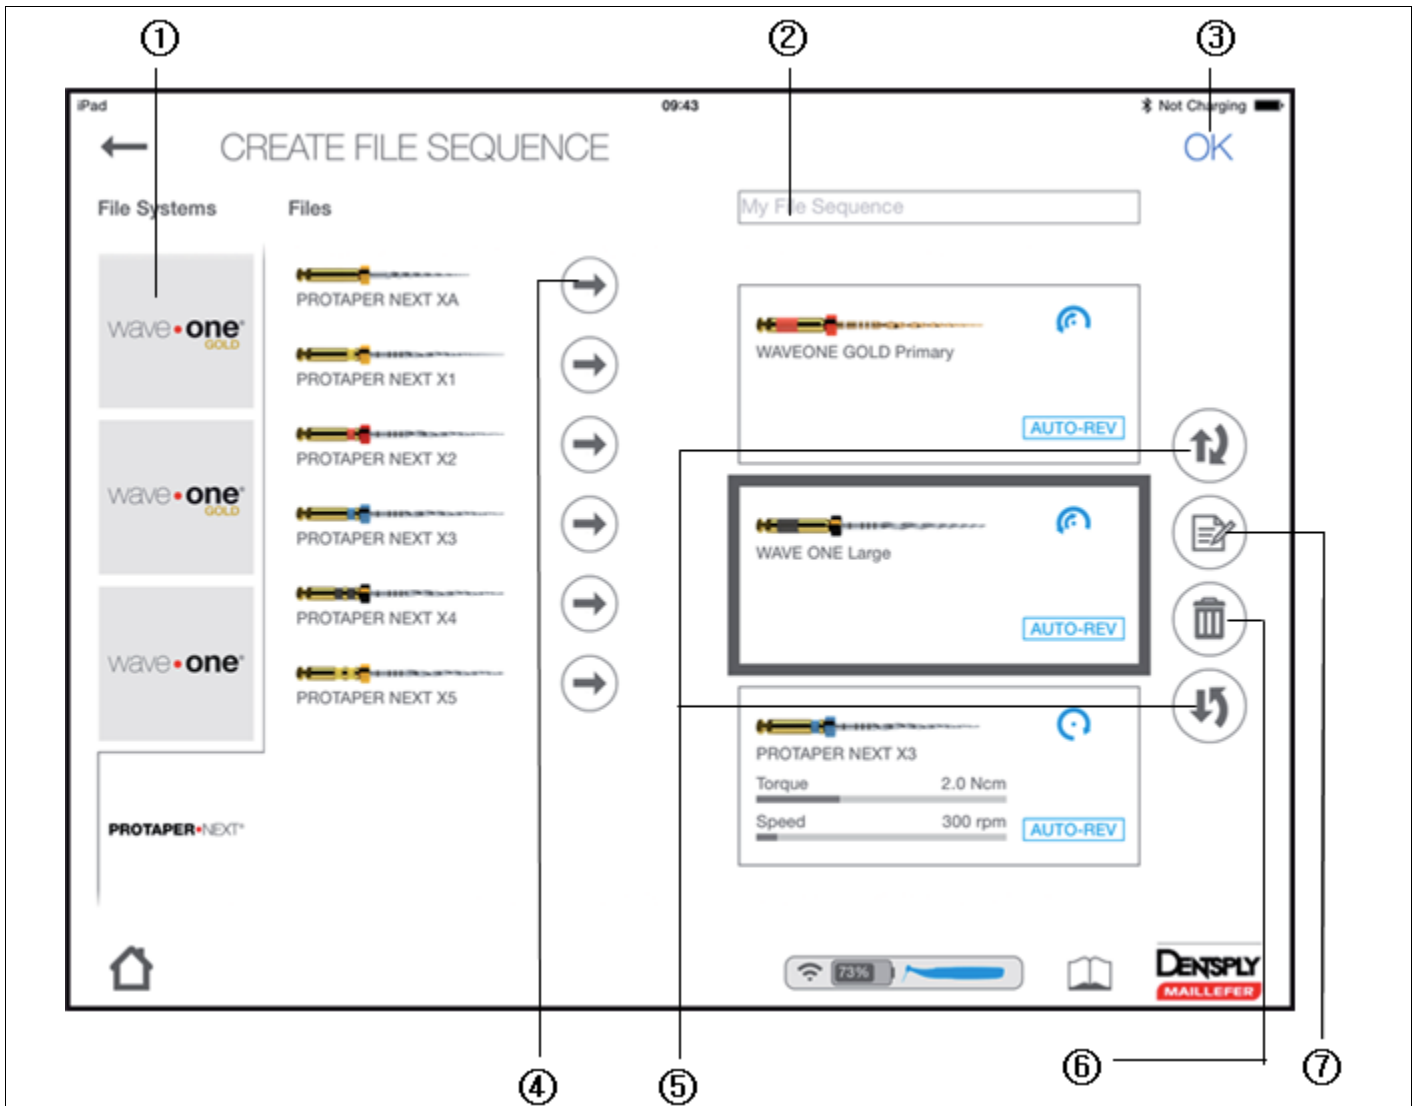 ① ② ③
iPad 09:43 Not Charging
CREATE FILE SEQUENCE OK
File Systems Files My File Sequence
wave•one®
GOLD
wave•one®
GOLD
wave•one®
PROTAPER•NEXT®
PROTAPER NEXT XA
PROTAPER NEXT X1
PROTAPER NEXT X2
PROTAPER NEXT X3
PROTAPER NEXT X4
PROTAPER NEXT X5
WAVEONE GOLD Primary
AUTO-REV
WAVE ONE Large
AUTO-REV
PROTAPER NEXT X3
Torque 2.0 Ncm
Speed 300 rpm
AUTO-REV
73%
DENTSPLY
MAILLEFER
④ ⑤ ⑥ ⑦